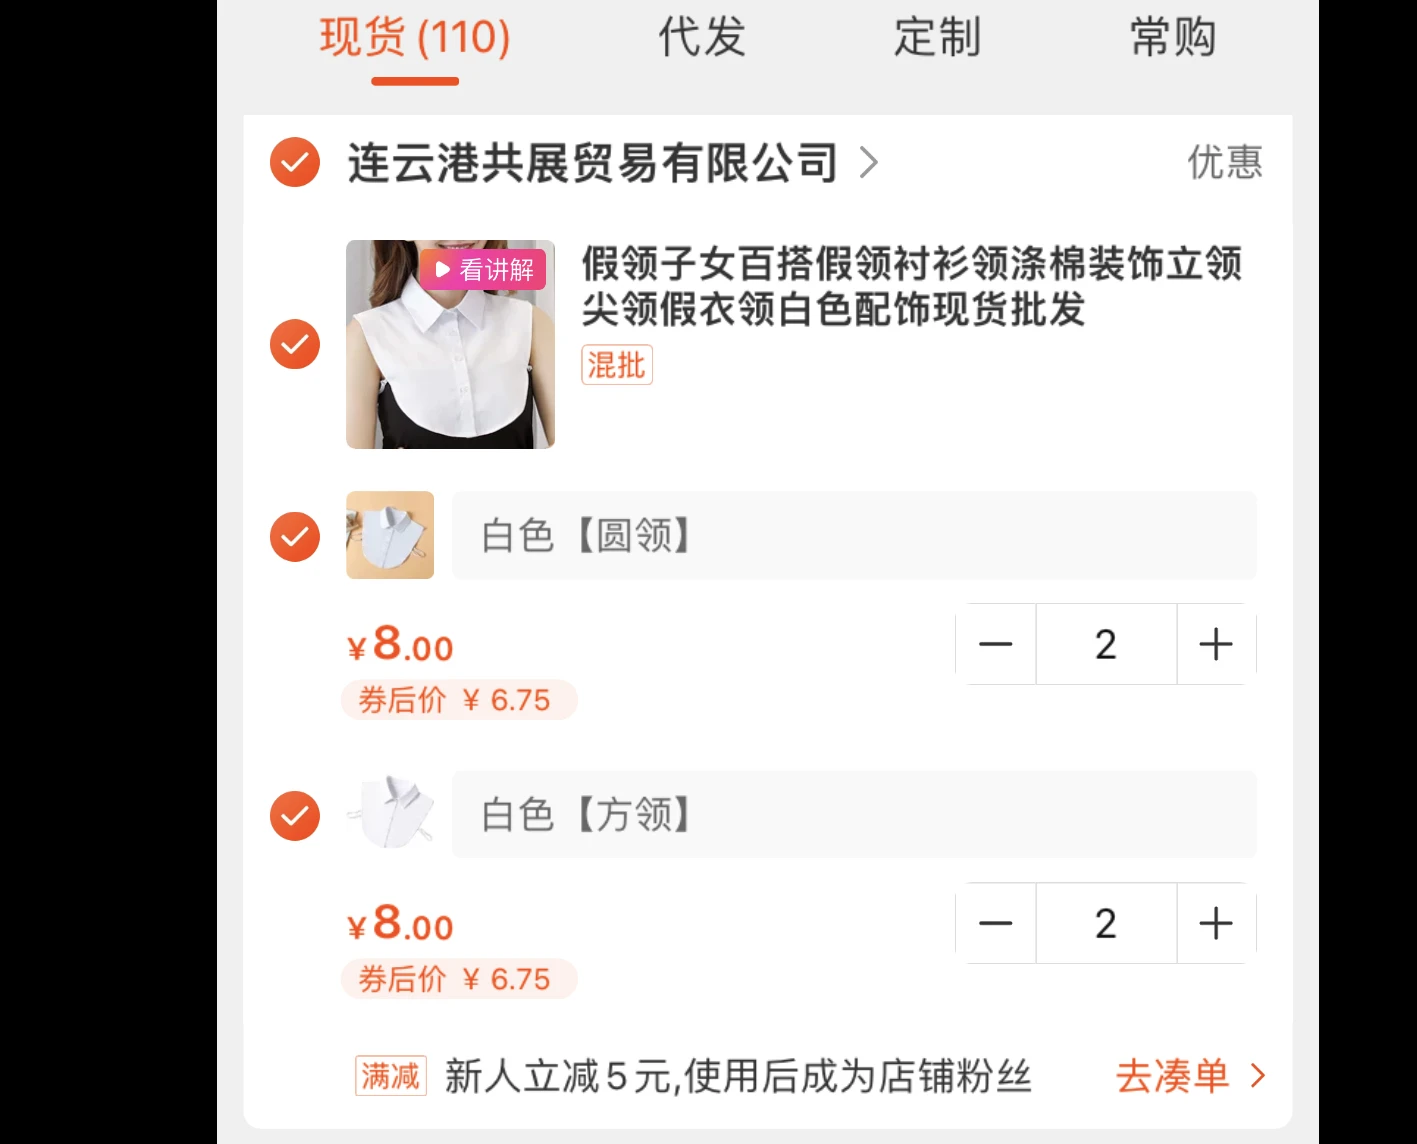 现货(110) 代发 定制 常购
连云港共展贸易有限公司 优惠
看讲解
假领子女百搭假领衬衫领涤棉装饰立领
尖领假衣领白色配饰现货批发
混批
白色【圆领】
¥8.00 2
券后价 ¥ 6.75
白色【方领】
¥8.00 2
券后价 ¥ 6.75
满减 新人立减5元,使用后成为店铺粉丝 去凑单